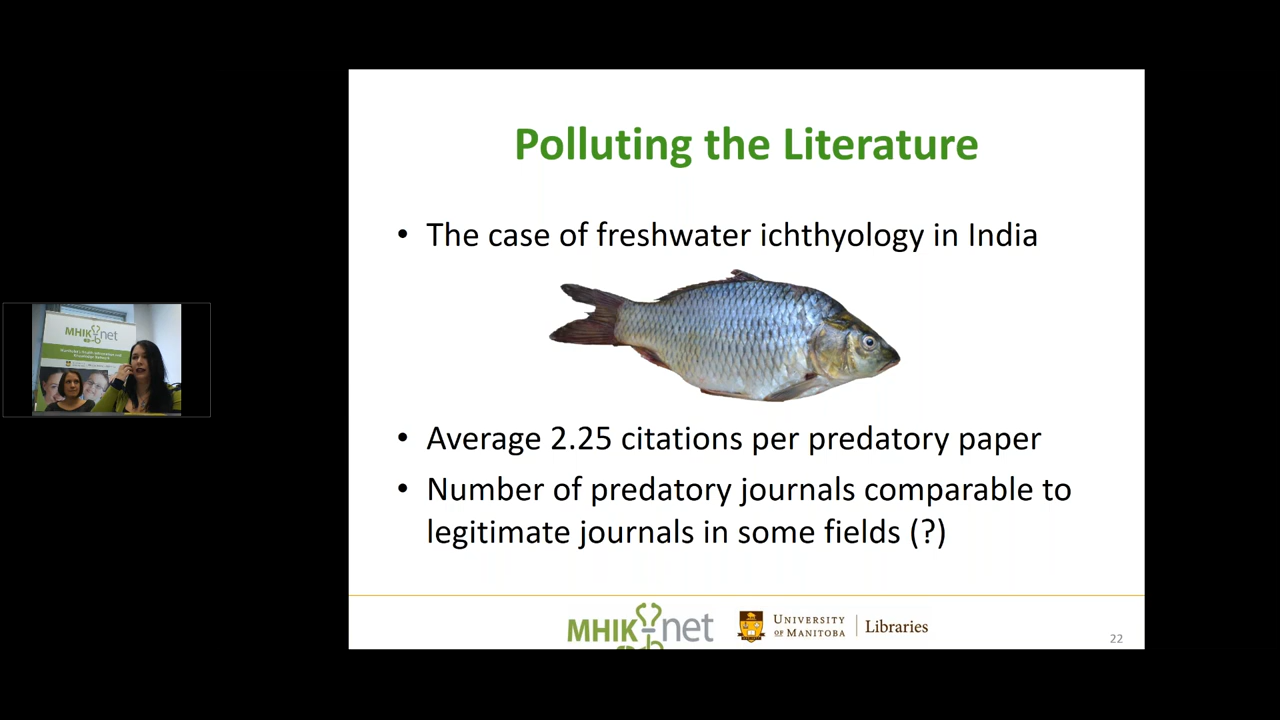 Polluting the Literature
• The case of freshwater ichthyology in India
• Average 2.25 citations per predatory paper
• Number of predatory journals comparable to
legitimate journals in some fields (?)
MHIK net
UNIVERSITY
OF MANITOBA
Libraries
22
MHIK net